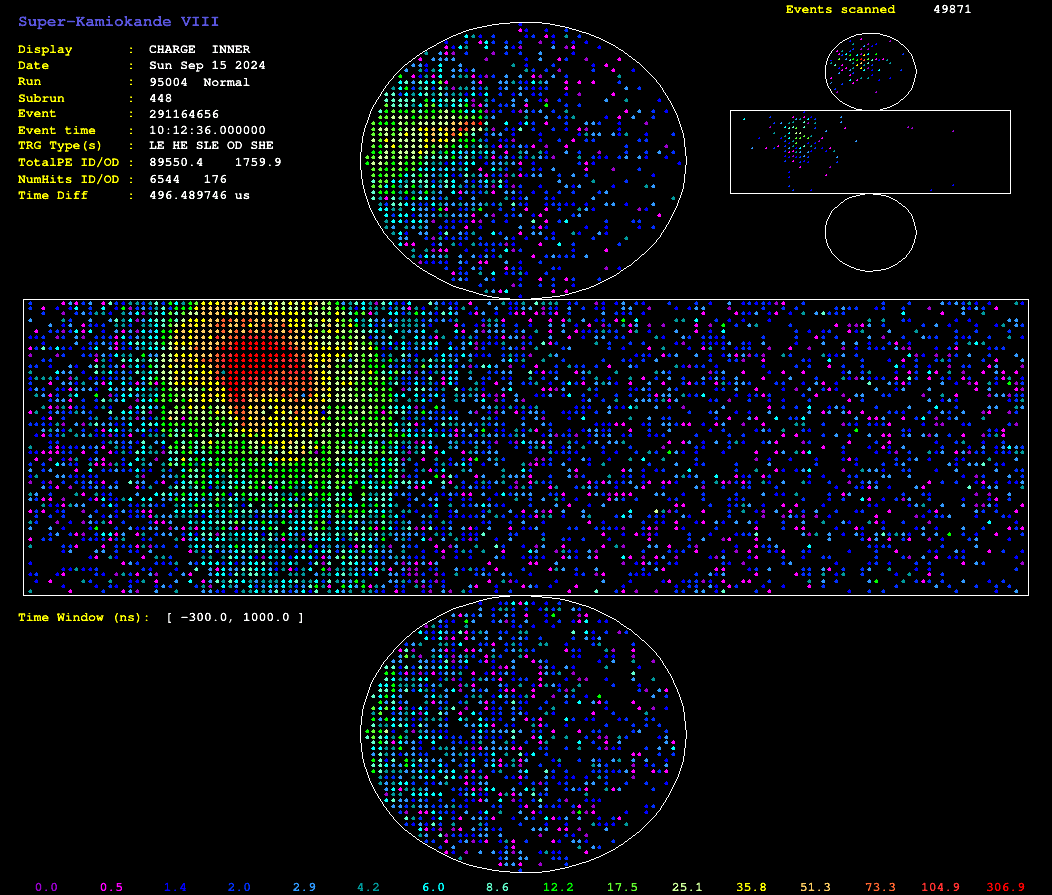 Super-Kamiokande VIII
Events scanned 49871
Display : CHARGE INNER
Date : Sun Sep 15 2024
Run : 95004 Normal
Subrun : 448
Event : 291164656
Event time : 10:12:36.000000
TRG Type(s) : LE HE SLE OD SHE
TotalPE ID/OD : 89550.4 1759.9
NumHits ID/OD : 6544 176
Time Diff : 496.489746 us
Time Window (ns): [ -300.0, 1000.0 ]
0.0 0.5 1.4 2.0 2.9 4.2 6.0 8.6 12.2 17.5 25.1 35.8 51.3 73.3 104.9 306.9